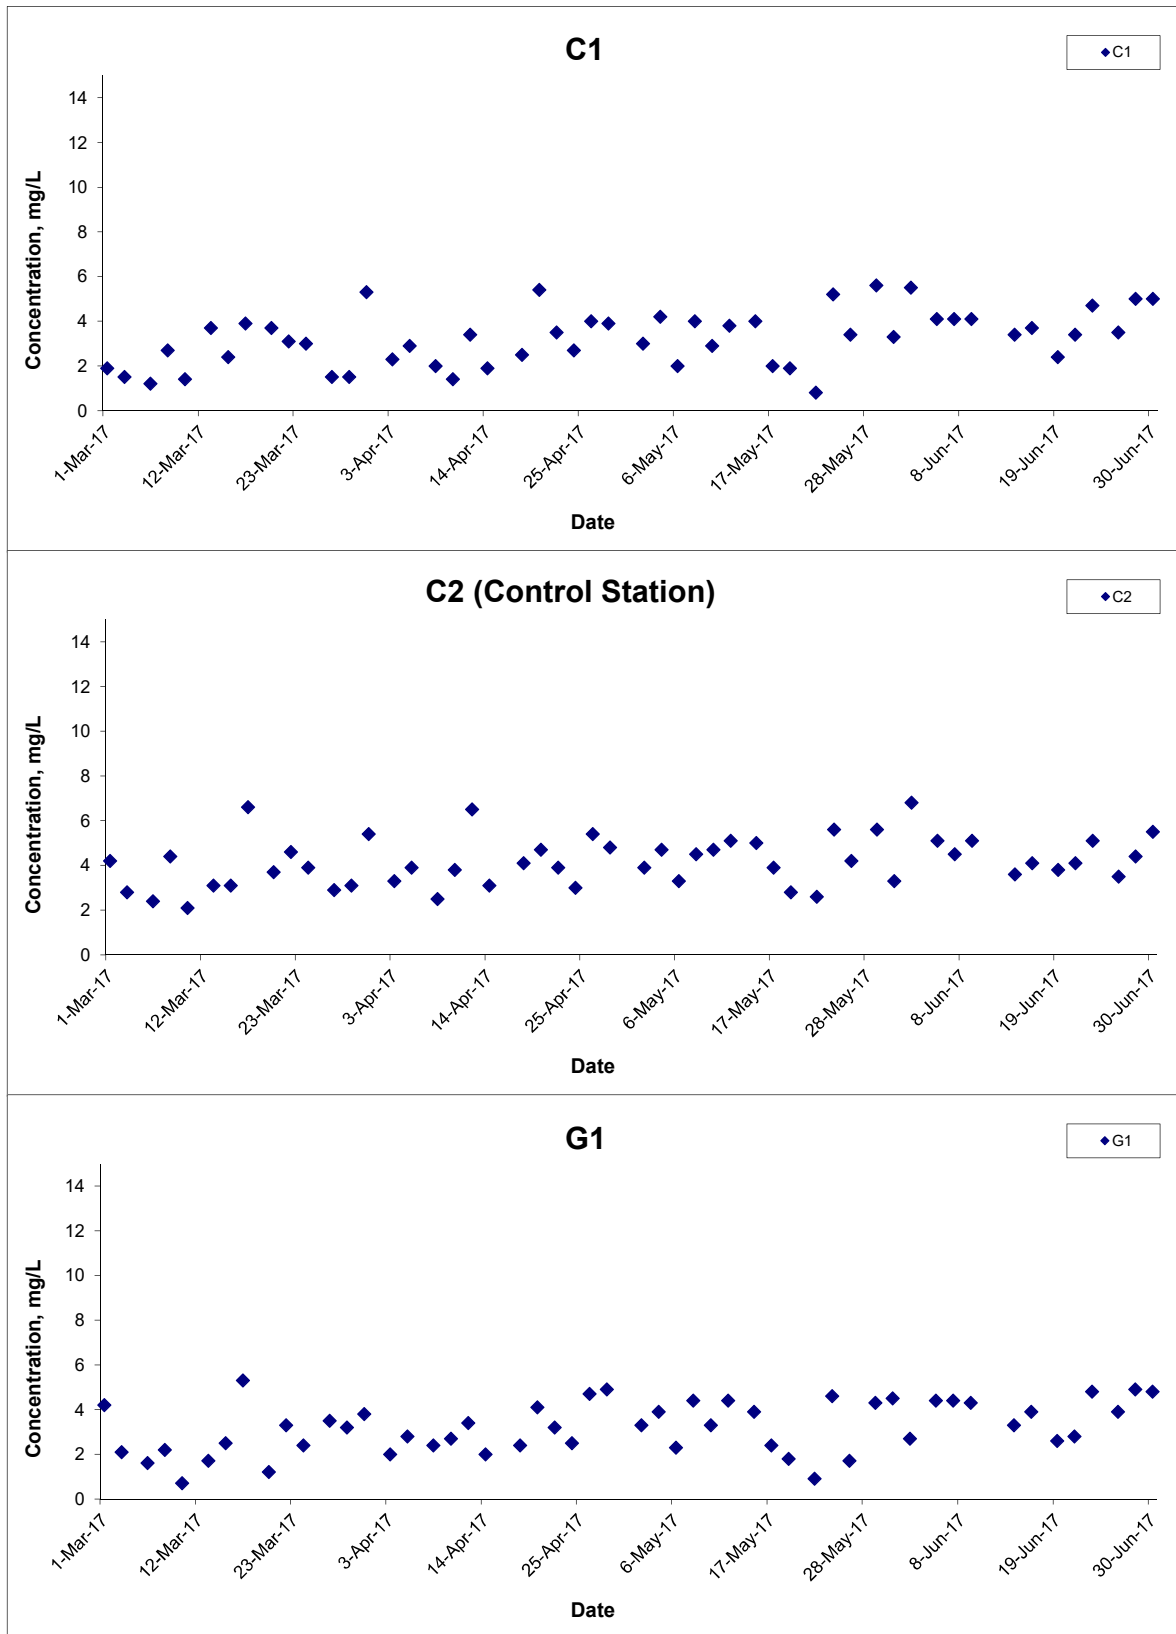 C1
C1
14
12
10
8
6
4
2
0
Concentration, mg/L
1-Mar-17 12-Mar-17 23-Mar-17 3-Apr-17 14-Apr-17 25-Apr-17 6-May-17 17-May-17 28-May-17 8-Jun-17 19-Jun-17 30-Jun-17
Date
C2 (Control Station)
C2
14
12
10
8
6
4
2
0
Concentration, mg/L
1-Mar-17 12-Mar-17 23-Mar-17 3-Apr-17 14-Apr-17 25-Apr-17 6-May-17 17-May-17 28-May-17 8-Jun-17 19-Jun-17 30-Jun-17
Date
G1
G1
14
12
10
8
6
4
2
0
Concentration, mg/L
1-Mar-17 12-Mar-17 23-Mar-17 3-Apr-17 14-Apr-17 25-Apr-17 6-May-17 17-May-17 28-May-17 8-Jun-17 19-Jun-17 30-Jun-17
Date